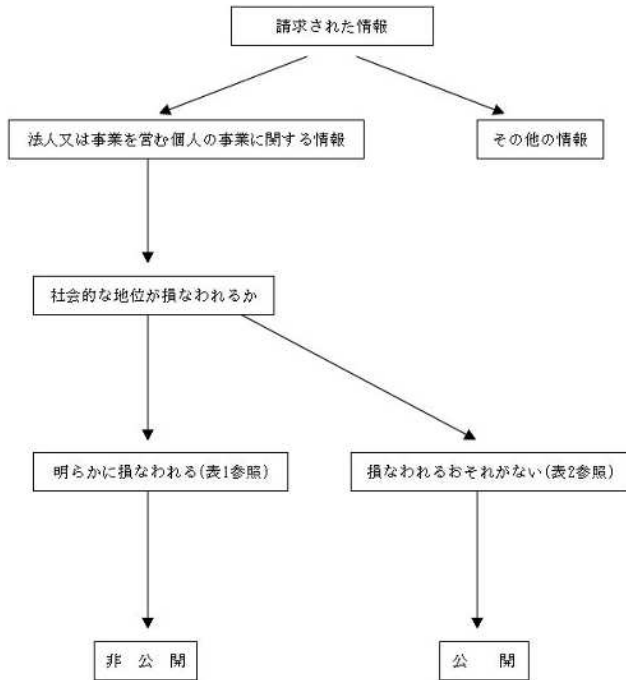 請求された情報
法人又は事業を営む個人の事業に関する情報
その他の情報
社会的な地位が損なわれるか
明らかに損なわれる(表1参照)
損なわれるおそれがない(表2参照)
非 公 開
公 開